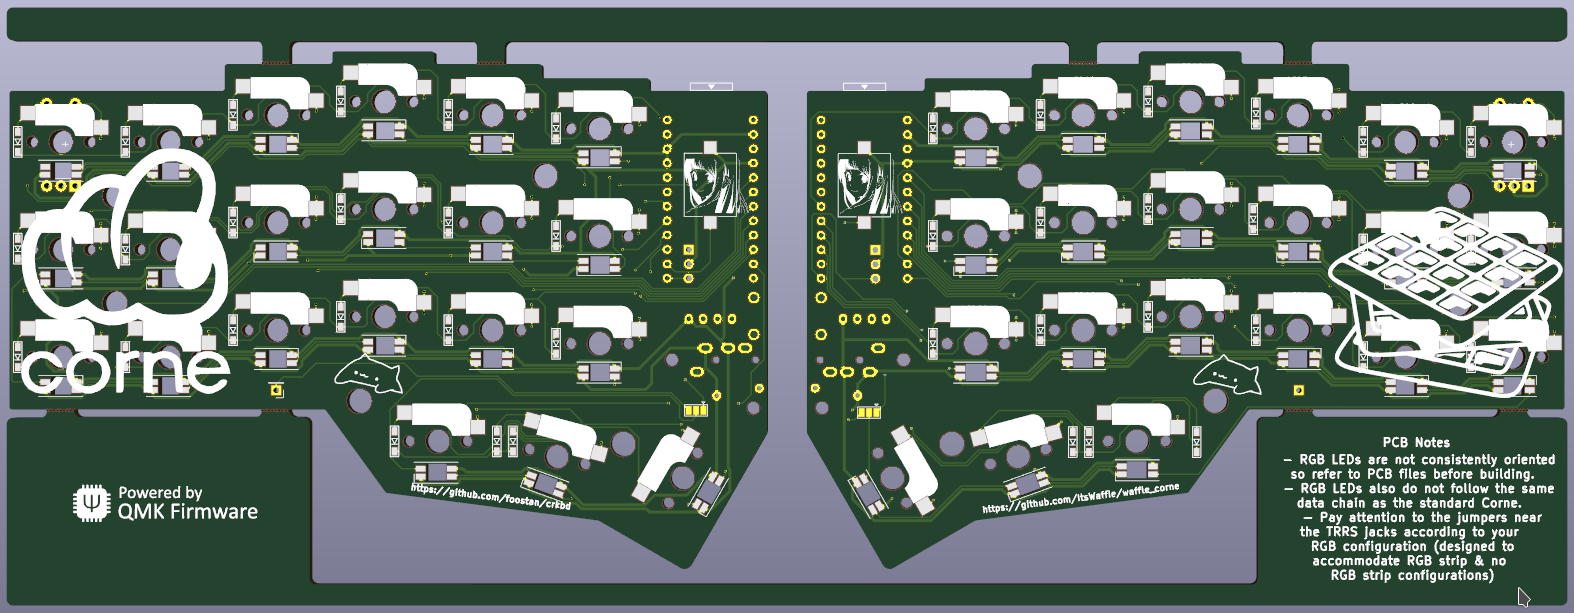 corne
https://github.com/foostan/crkbd
Powered by
QMK Firmware
https://github.com/itsWaffle/waffle_corne
PCB Notes
– RGB LEDs are not consistently oriented
so refer to PCB files before building.
– RGB LEDs also do not follow the same
data chain as the standard Corne.
– Pay attention to the jumpers near
the TRRS jacks according to your
RGB configuration (designed to
accommodate RGB strip & no
RGB strip configurations)